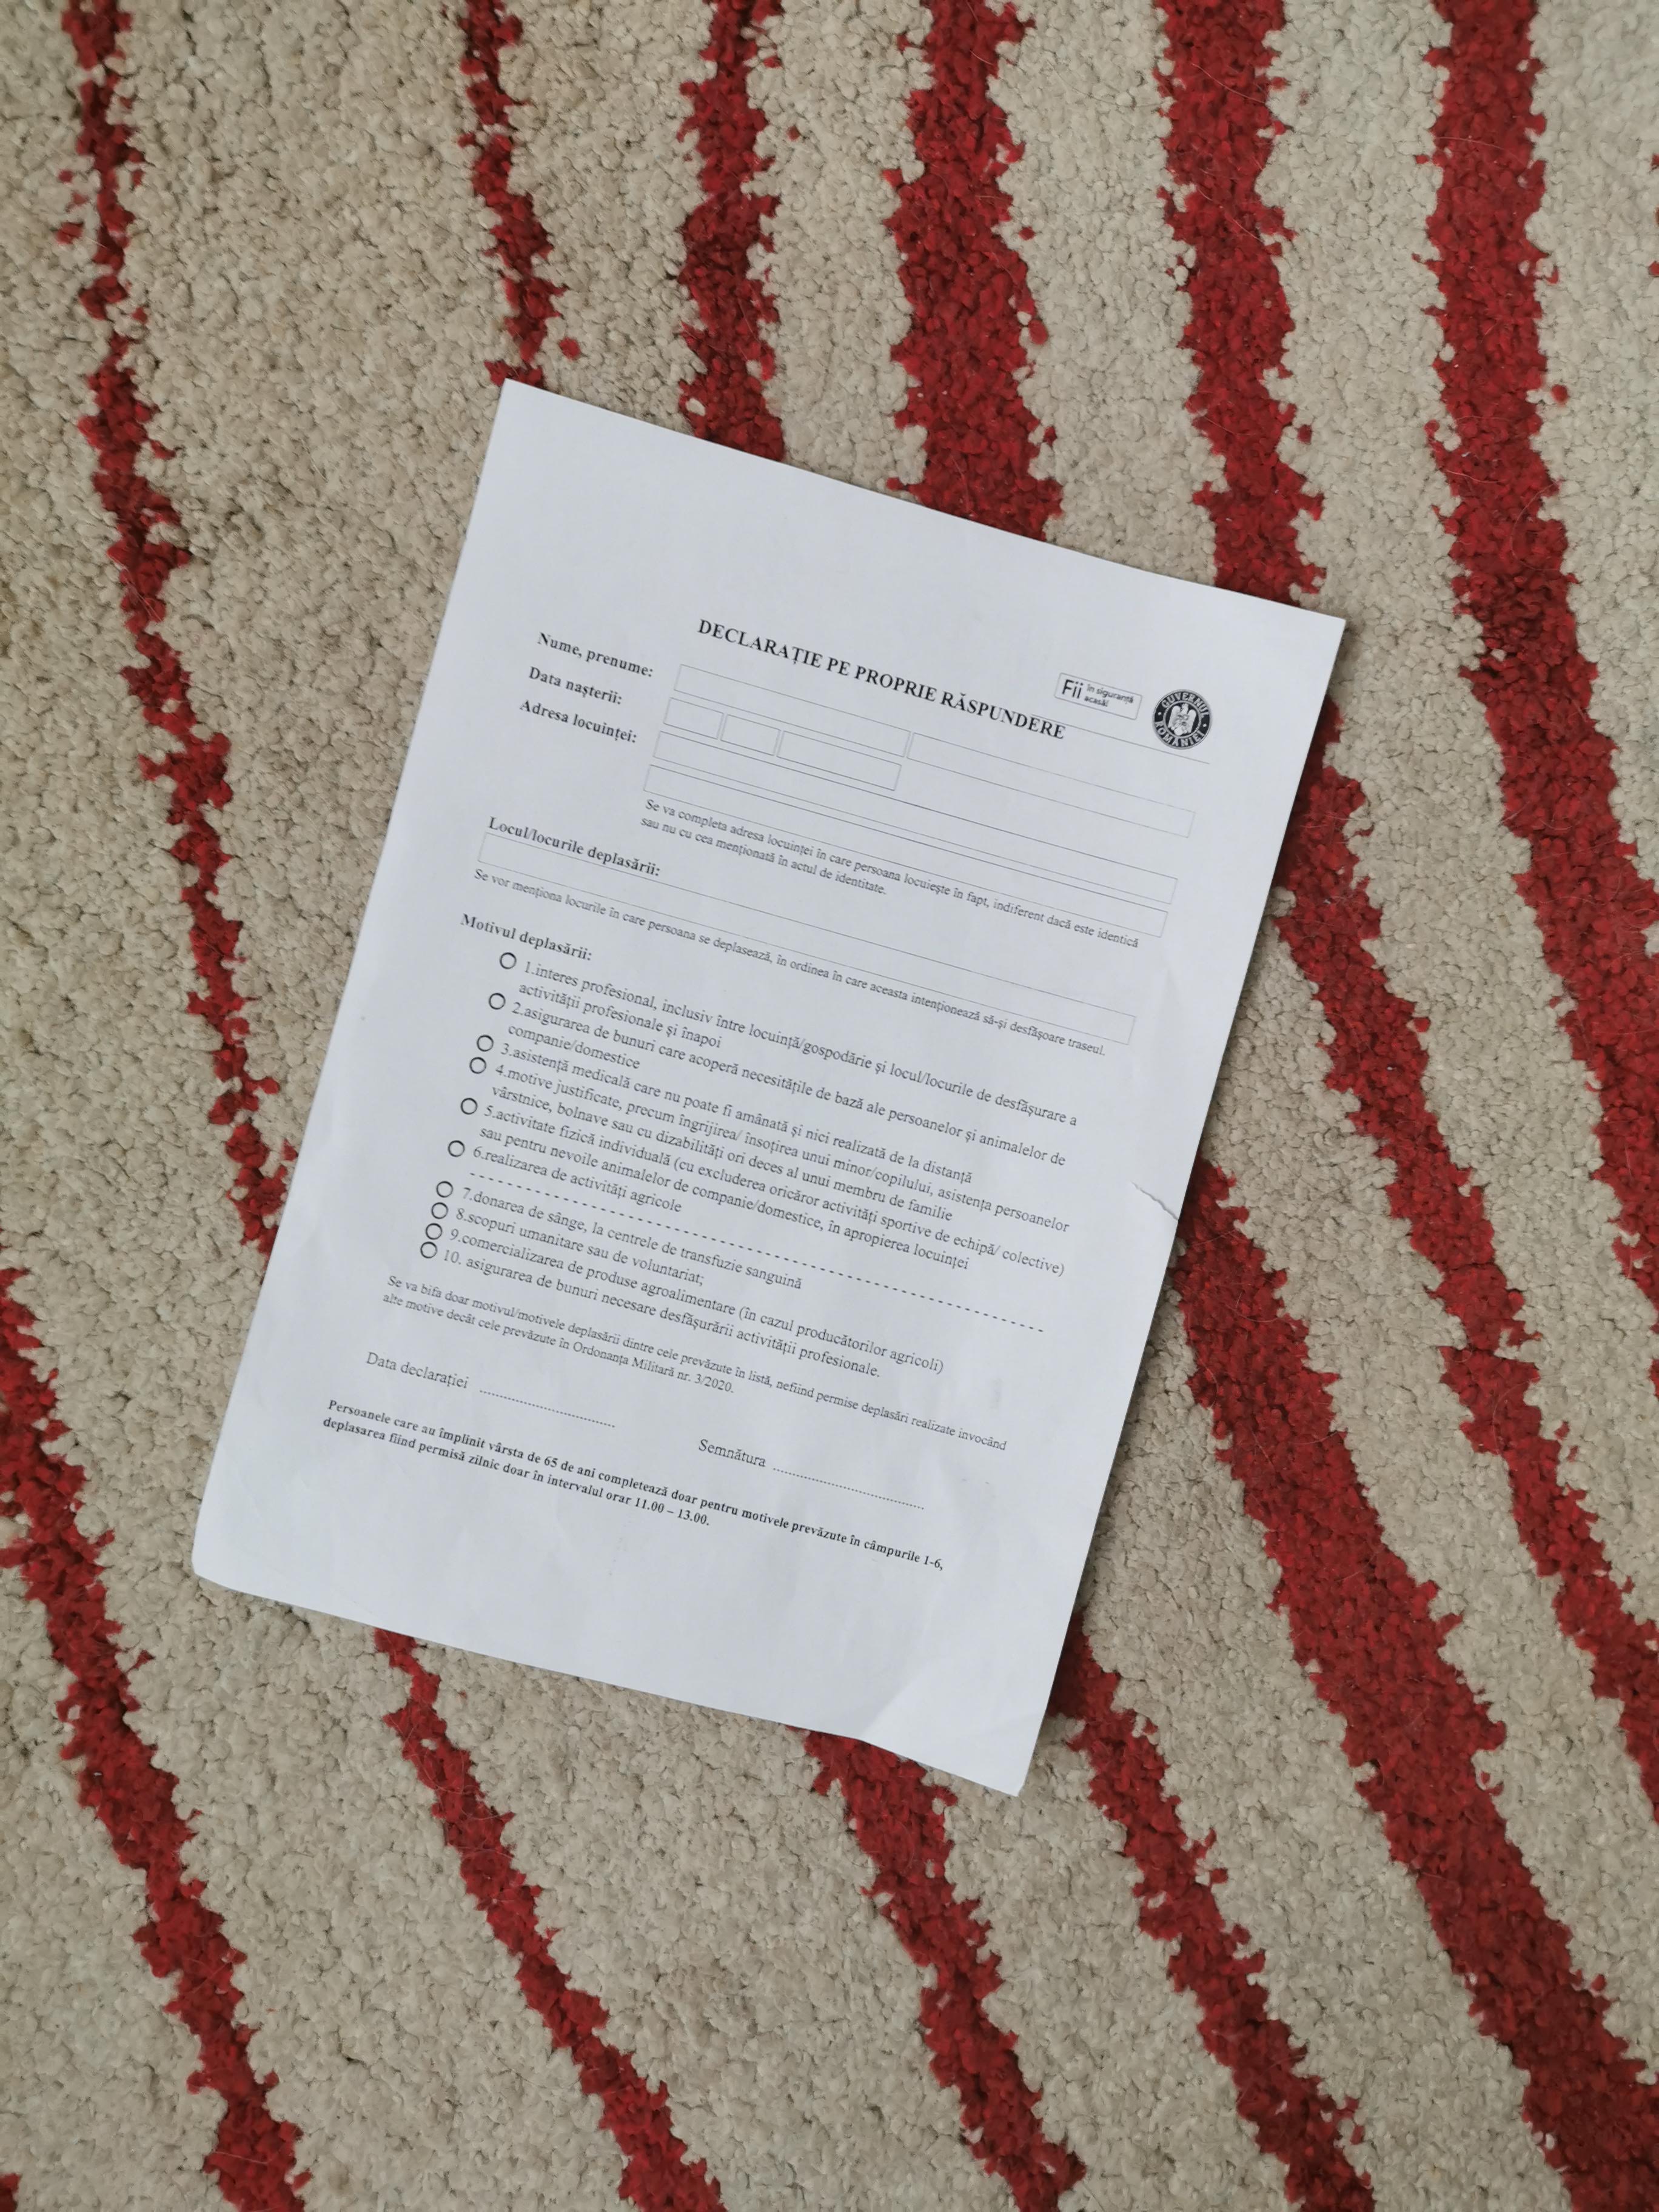 DECLARAȚIE PE PROPRIE RĂSPUNDERE
Fii în siguranță acasă!
GUVERNUL ROMÂNIEI
Nume, prenume:
Data nașterii:
Adresa locuinței:
Se va completa adresa locuinței în care persoana locuiește în fapt, indiferent dacă este identică
sau nu cu cea menționată în actul de identitate.
Locul/locurile deplasării:
Se vor menționa locurile în care persoana se deplasează, în ordinea în care aceasta intenționează să-și desfășoare traseul.
Motivul deplasării:
1.interes profesional, inclusiv între locuință/gospodărie și locul/locurile de desfășurare a
activității profesionale și înapoi
2.asigurarea de bunuri care acoperă necesitățile de bază ale persoanelor și animalelor de
companie/domestice
3.asistență medicală care nu poate fi amânată și nici realizată de la distanță
4.motive justificate, precum îngrijirea/ însoțirea unui minor/copilului, asistența persoanelor
vârstnice, bolnave sau cu dizabilități ori deces al unui membru de familie
5.activitate fizică individuală (cu excluderea oricăror activități sportive de echipă/ colective)
sau pentru nevoile animalelor de companie/domestice, în apropierea locuinței
6.realizarea de activități agricole
7.donarea de sânge, la centrele de transfuzie sanguină
8.scopuri umanitare sau de voluntariat;
9.comercializarea de produse agroalimentare (în cazul producătorilor agricoli)
10. asigurarea de bunuri necesare desfășurării activității profesionale.
Se va bifa doar motivul/motivele deplasării dintre cele prevăzute în listă, nefiind permise deplasări realizate invocând
alte motive decât cele prevăzute în Ordonanța Militară nr. 3/2020.
Data declarației
Semnătura
Persoanele care au împlinit vârsta de 65 de ani completează doar pentru motivele prevăzute în câmpurile 1-6,
deplasarea fiind permisă zilnic doar în intervalul orar 11.00 – 13.00.